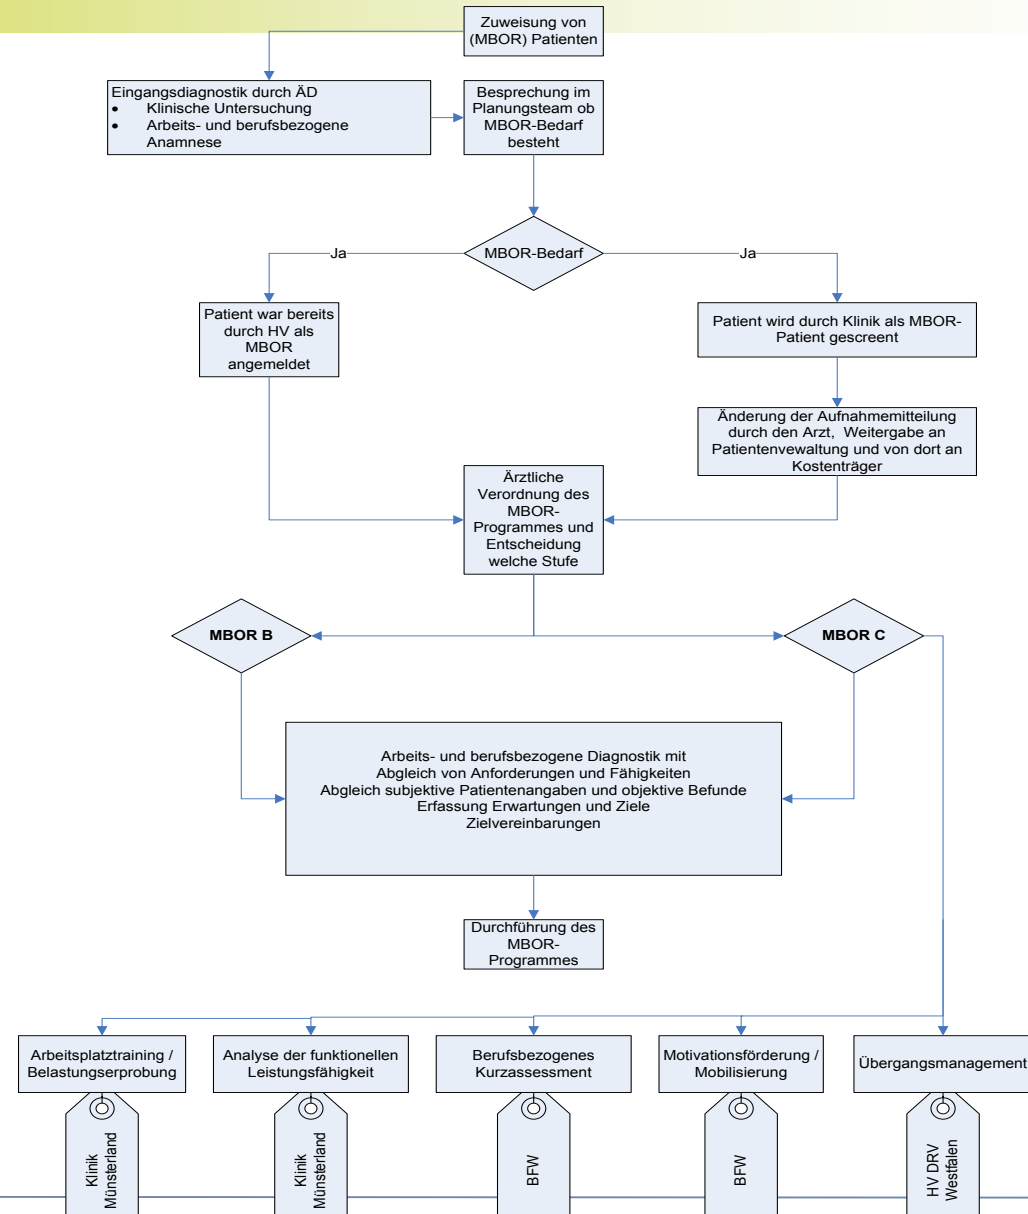 Zuweisung von
(MBOR) Patienten
Eingangsdiagnostik durch ÄD
• Klinische Untersuchung
• Arbeits- und berufsbezogene
Anamnese
Besprechung im
Planungsteam ob
MBOR-Bedarf
besteht
MBOR-Bedarf
Ja
Ja
Patient war bereits
durch HV als
MBOR
angemeldet
Patient wird durch Klinik als MBOR-
Patient gescreent
Änderung der Aufnahmemitteilung
durch den Arzt, Weitergabe an
Patientenvewaltung und von dort an
Kostenträger
Ärztliche
Verordnung des
MBOR-
Programmes und
Entscheidung
welche Stufe
MBOR B
MBOR C
Arbeits- und berufsbezogene Diagnostik mit
Abgleich von Anforderungen und Fähigkeiten
Abgleich subjektive Patientenangaben und objektive Befunde
Erfassung Erwartungen und Ziele
Zielvereinbarungen
Durchführung des
MBOR-
Programmes
Arbeitsplatztraining /
Belastungserprobung
Analyse der funktionellen
Leistungsfähigkeit
Berufsbezogenes
Kurzassessment
Motivationsförderung /
Mobilisierung
Übergangsmanagement
Klinik
Münsterland
Klinik
Münsterland
BFW
BFW
HV DRV
Westfalen